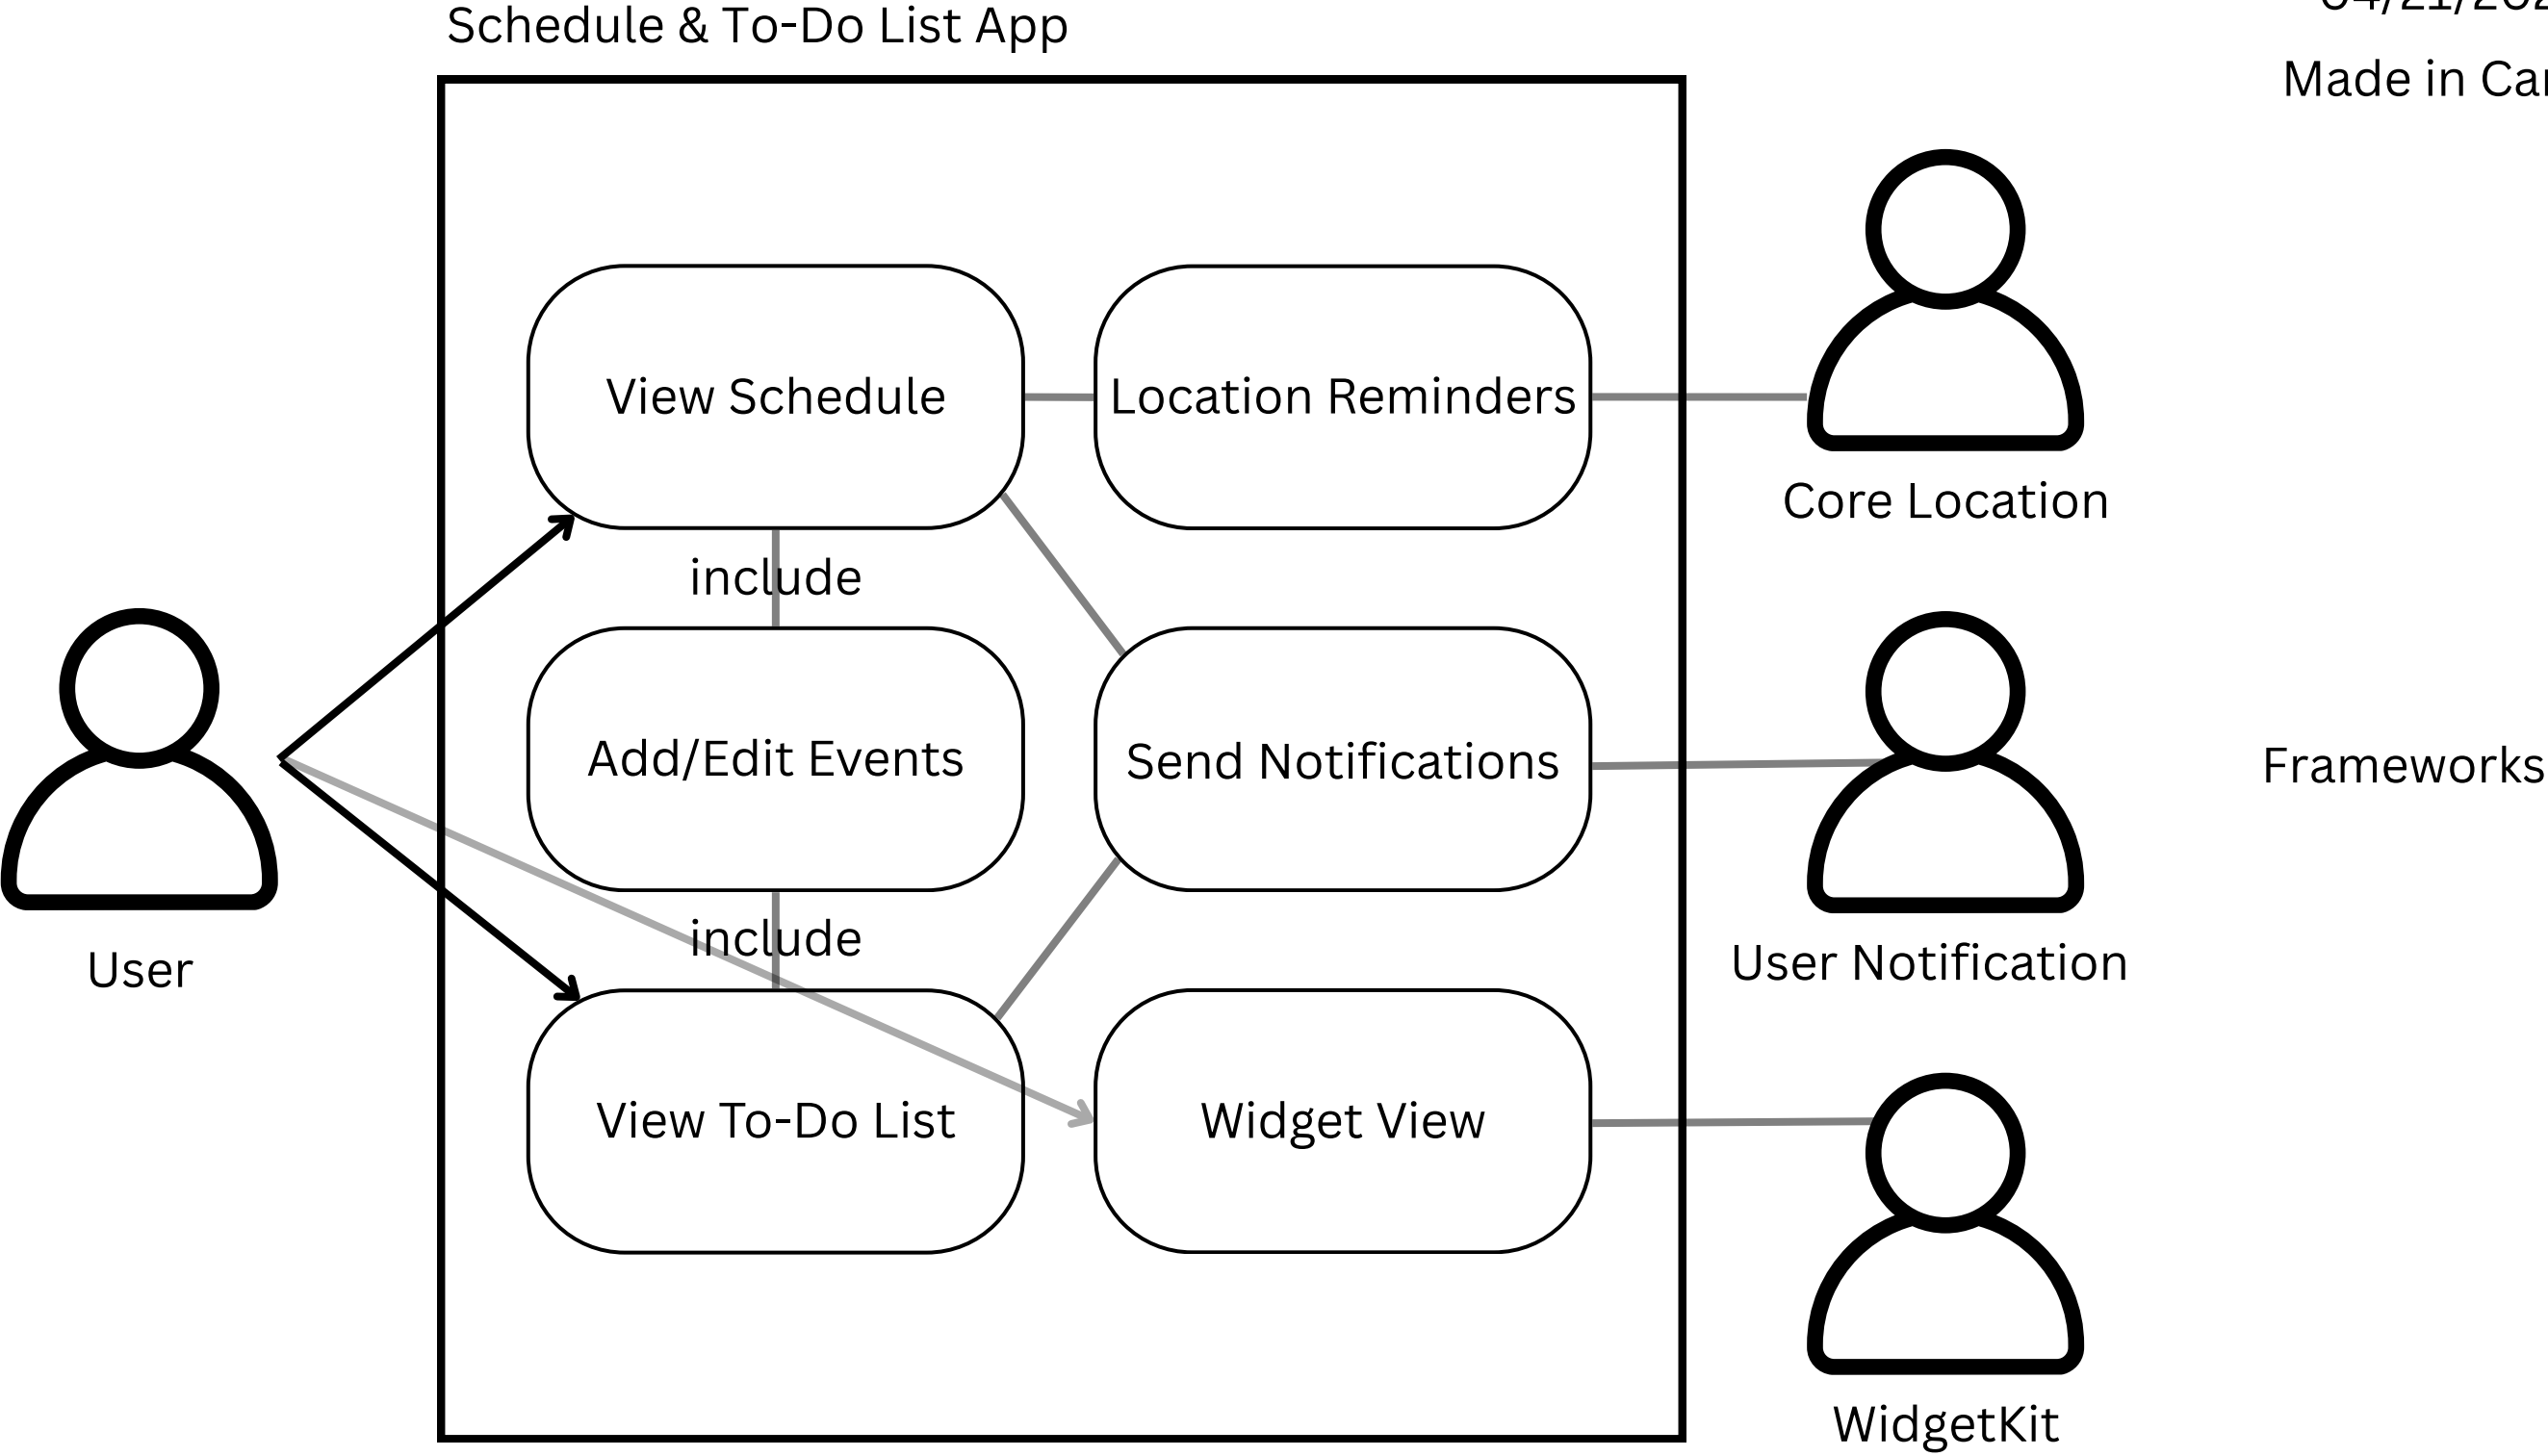 Schedule & To-Do List App
Made in
View Schedule
Location Reminders
Core Location
include
Add/Edit Events
Send Notifications
Frameworks
User
include
User Notification
View To-Do List
Widget View
WidgetKit